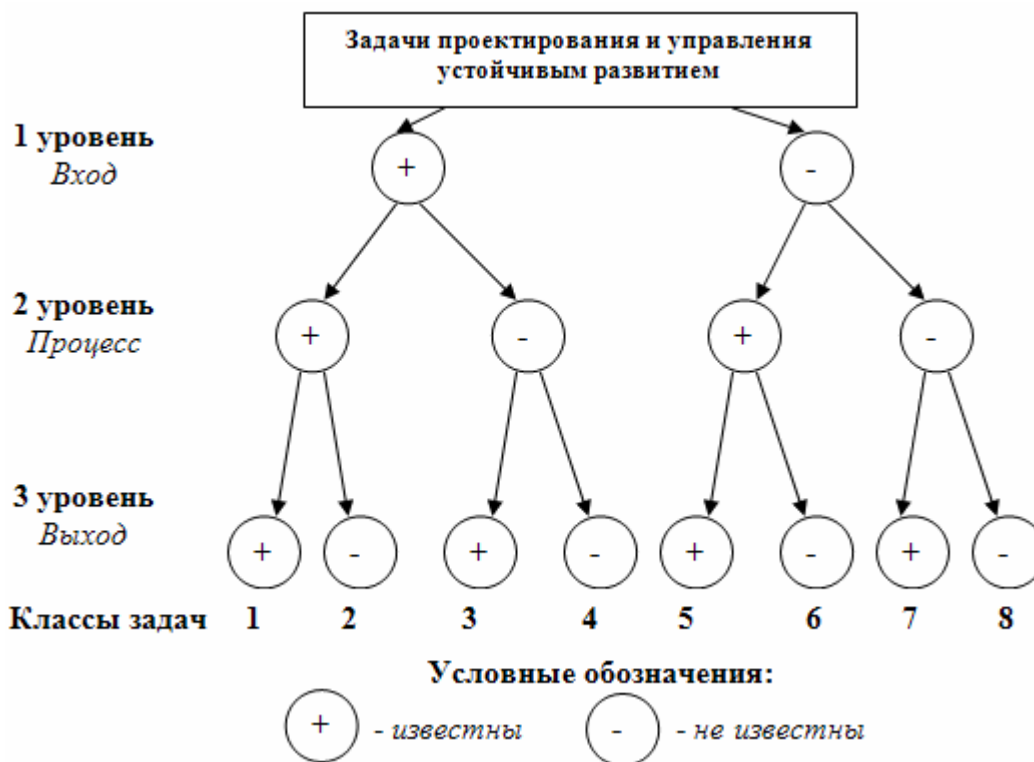 Задачи проектирования и управления
устойчивым развитием
1 уровень
Вход
+ -
2 уровень
Процесс
+ - + -
3 уровень
Выход
+ - + - + - + -
Классы задач 1 2 3 4 5 6 7 8
Условные обозначения:
+ - известны - - не известны